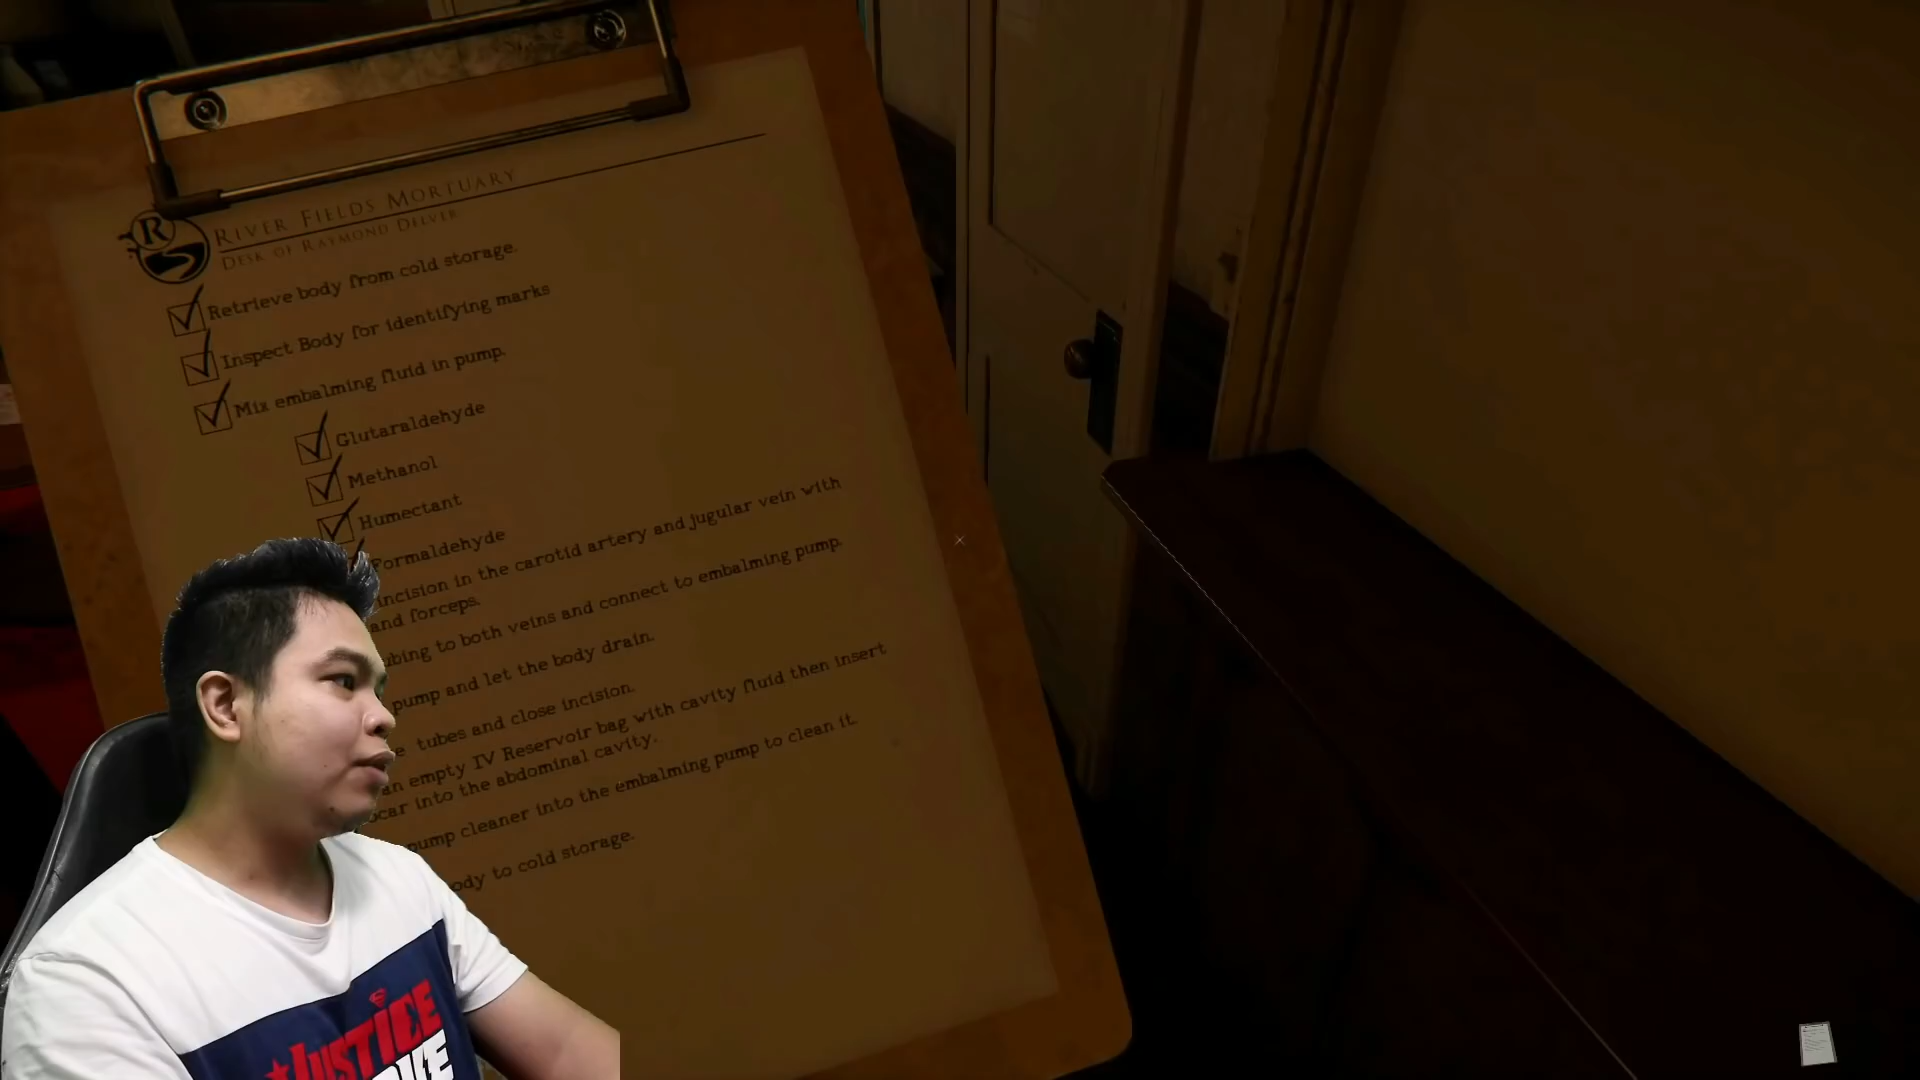 R
RIVER FIELDS MORTUARY
DESK OF RAYMOND DELVER
Retrieve body from cold storage.
Inspect Body for identifying marks
Mix embalming fluid in pump.
Glutaraldehyde
Methanol
Humectant
Formaldehyde
incision in the carotid artery and jugular vein with
and forceps.
to both veins and connect to embalming pump.
pump and let the body drain.
tubes and close incision.
an empty IV Reservoir bag with cavity fluid then insert
into the abdominal cavity.
pump cleaner into the embalming pump to clean it.
to cold storage.
JUSTICE